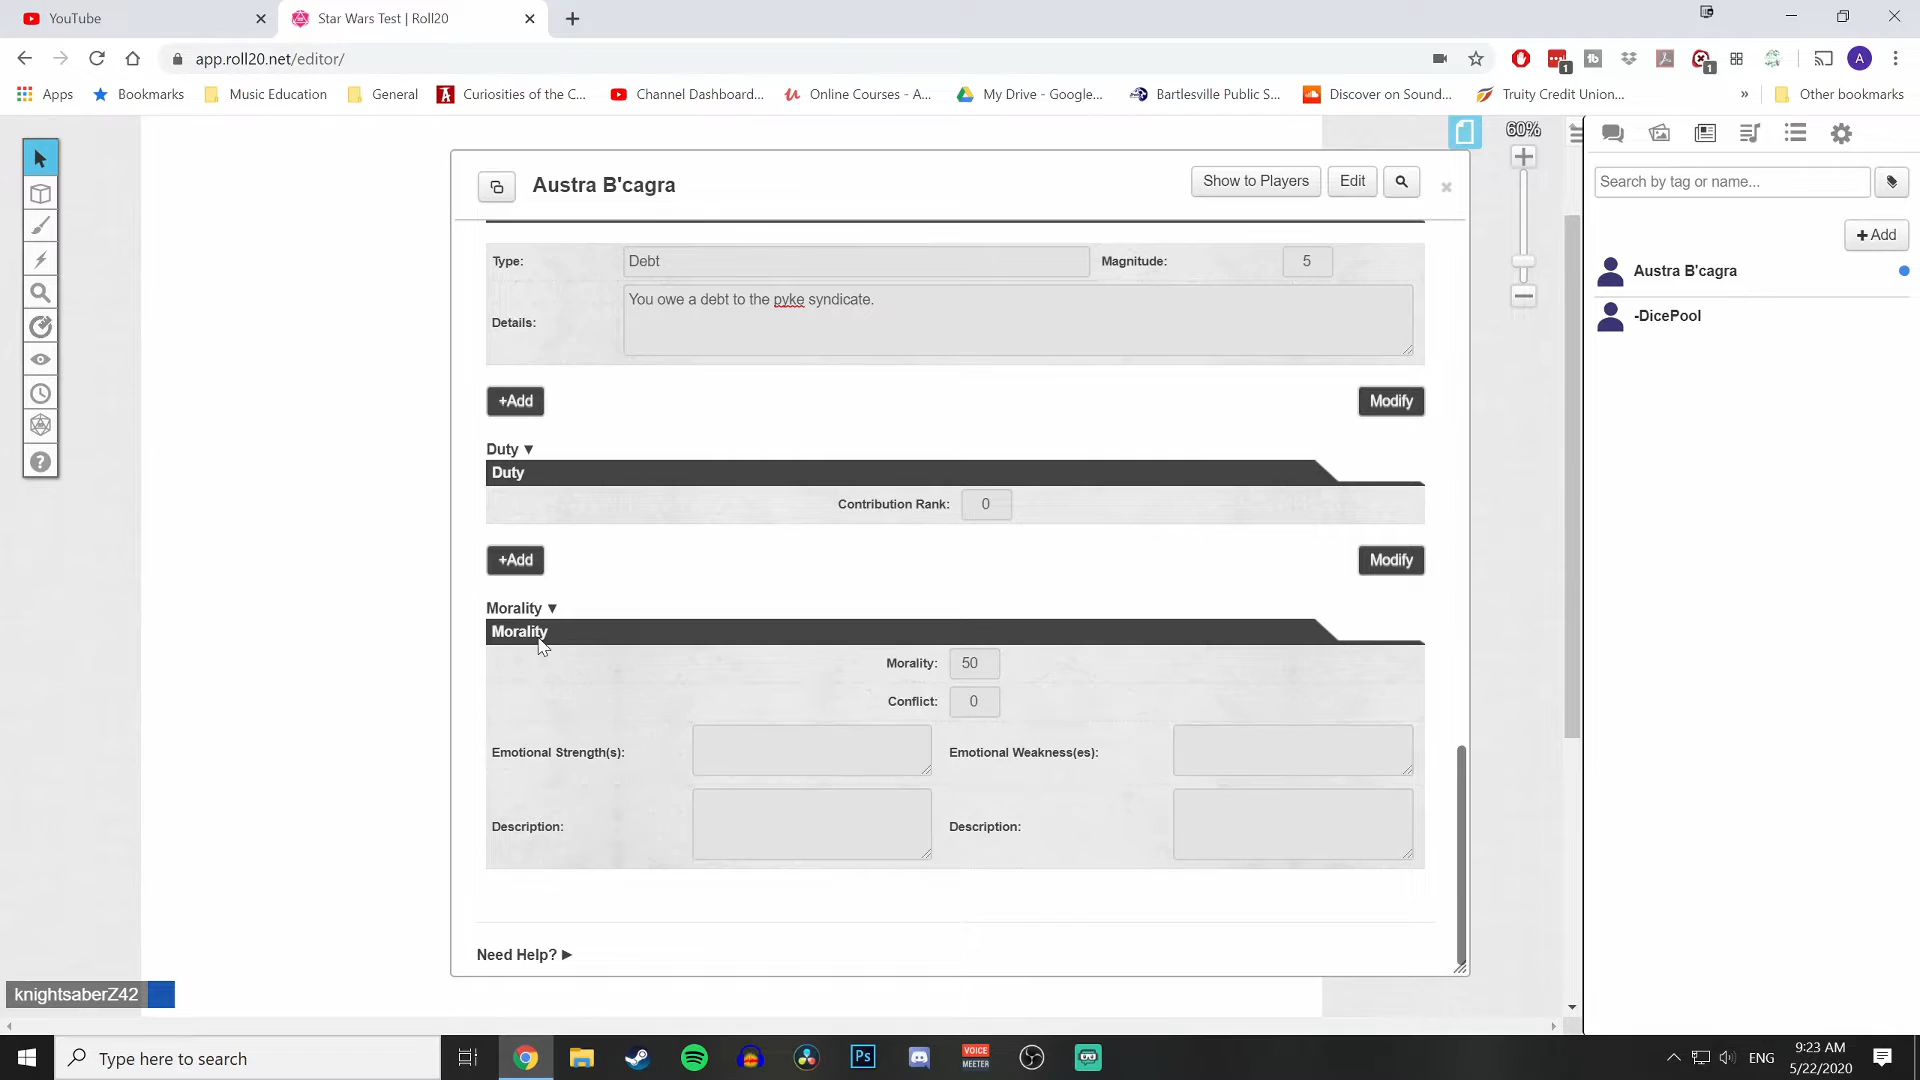 YouTube
Star Wars Test | Roll20
app.roll20.net/editor/
1
1
A
Apps
Bookmarks
Music Education
General
Curiosities of the C...
Channel Dashboard...
Online Courses - A...
My Drive - Google...
Bartlesville Public S...
Discover on Sound...
Truity Credit Union...
»
Other bookmarks
60%
Austra B'cagra
Show to Players
Edit
Search by tag or name...
+ Add
Austra B'cagra
-DicePool
Type:
Debt
Magnitude:
5
Details:
You owe a debt to the pyke syndicate.
+Add
Modify
Duty ▼
Duty
Contribution Rank:
0
+Add
Modify
Morality ▼
Morality
Morality:
50
Conflict:
0
Emotional Strength(s):
Emotional Weakness(es):
Description:
Description:
Need Help? ►
knightsaberZ42
Type here to search
Ps
VOICE
MEETER
ENG
9:23 AM
5/22/2020